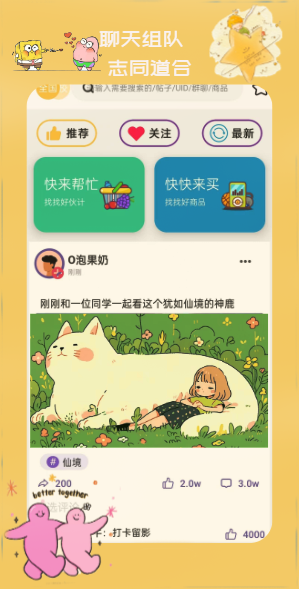 聊天组队
志同道合
全国
输入需要搜索的/帖子/UID/群聊/商品
推荐
关注
最新
快来帮忙
找找好伙计
快快来买
找找好商品
O泡果奶
刚刚
刚刚和一位同学一起看这个犹如仙境的神鹿
# 仙境
200
2.0w
3.0w
better together
打卡留影
4000